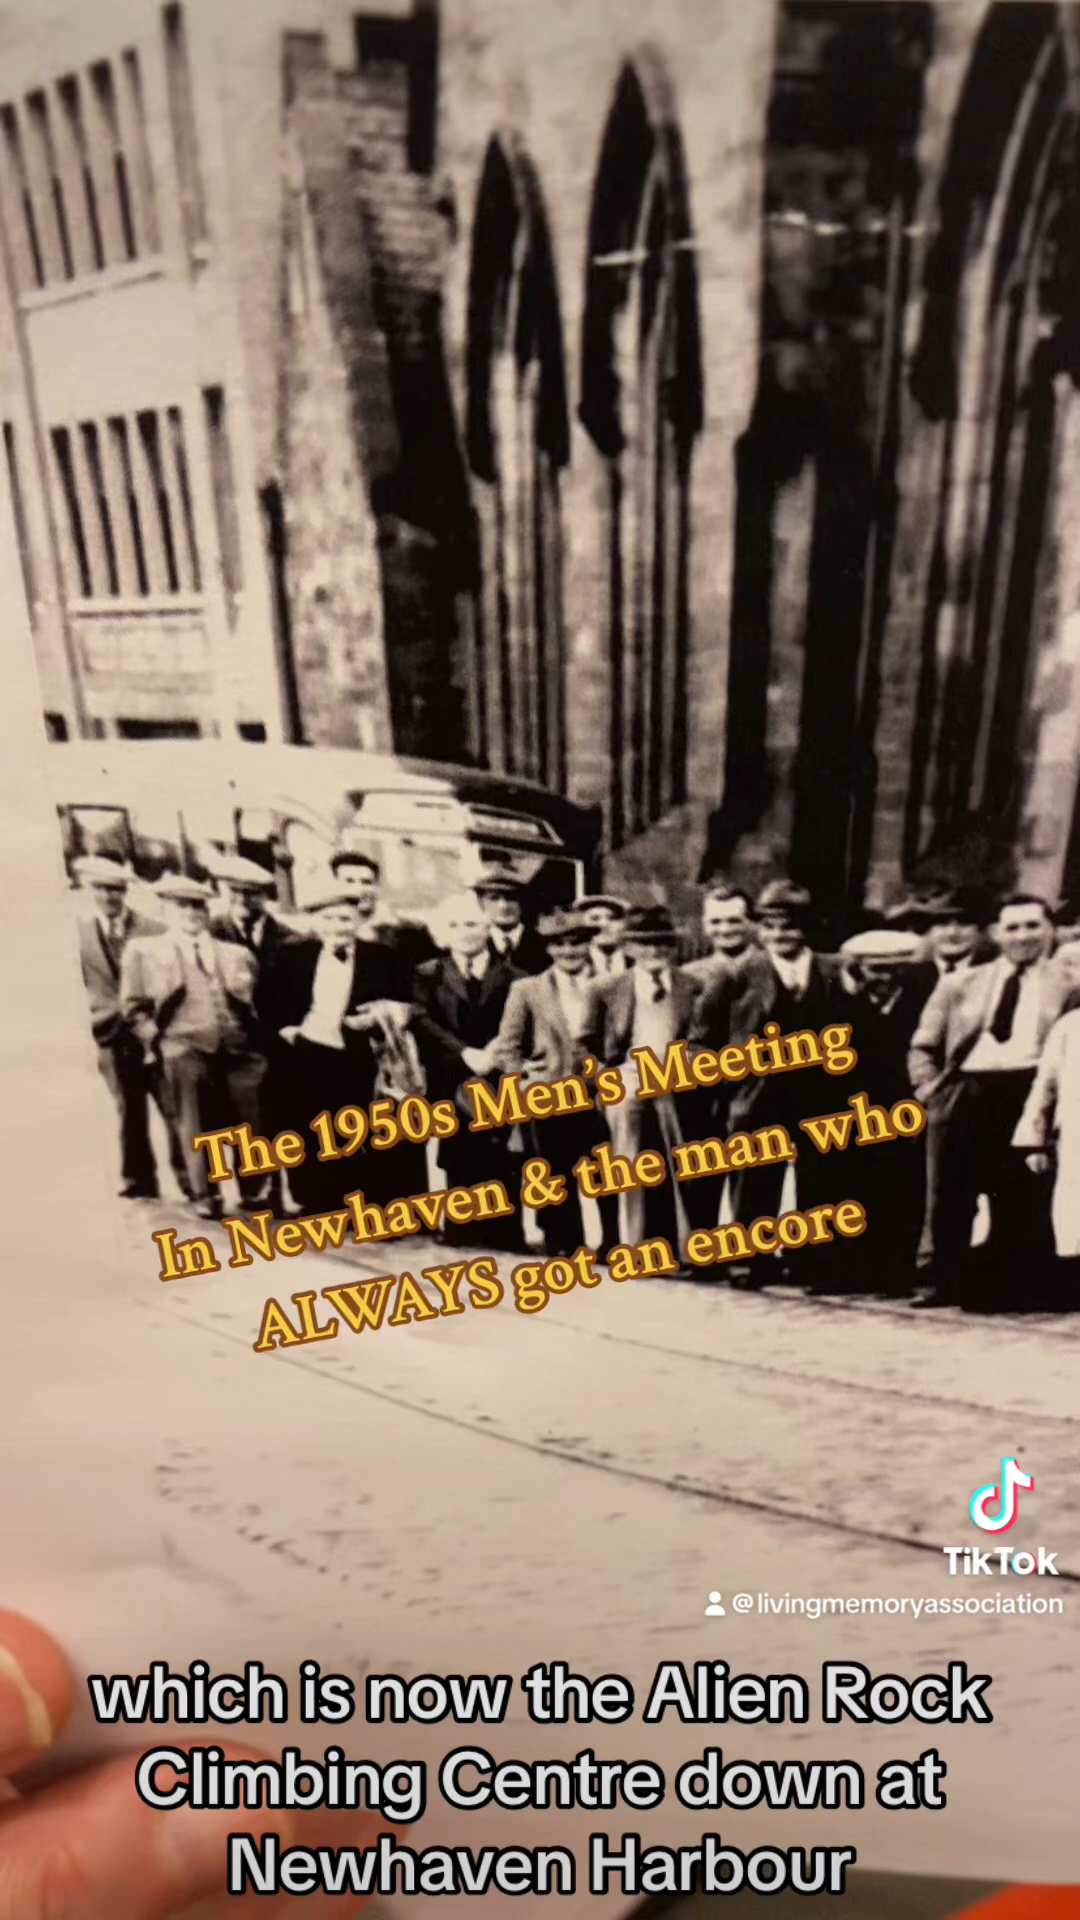 The 1950s Men's Meeting
In Newhaven & the man who
ALWAYS got an encore
TikTok
@livingmemoryassociation
which is now the Alien Rock
Climbing Centre down at
Newhaven Harbour